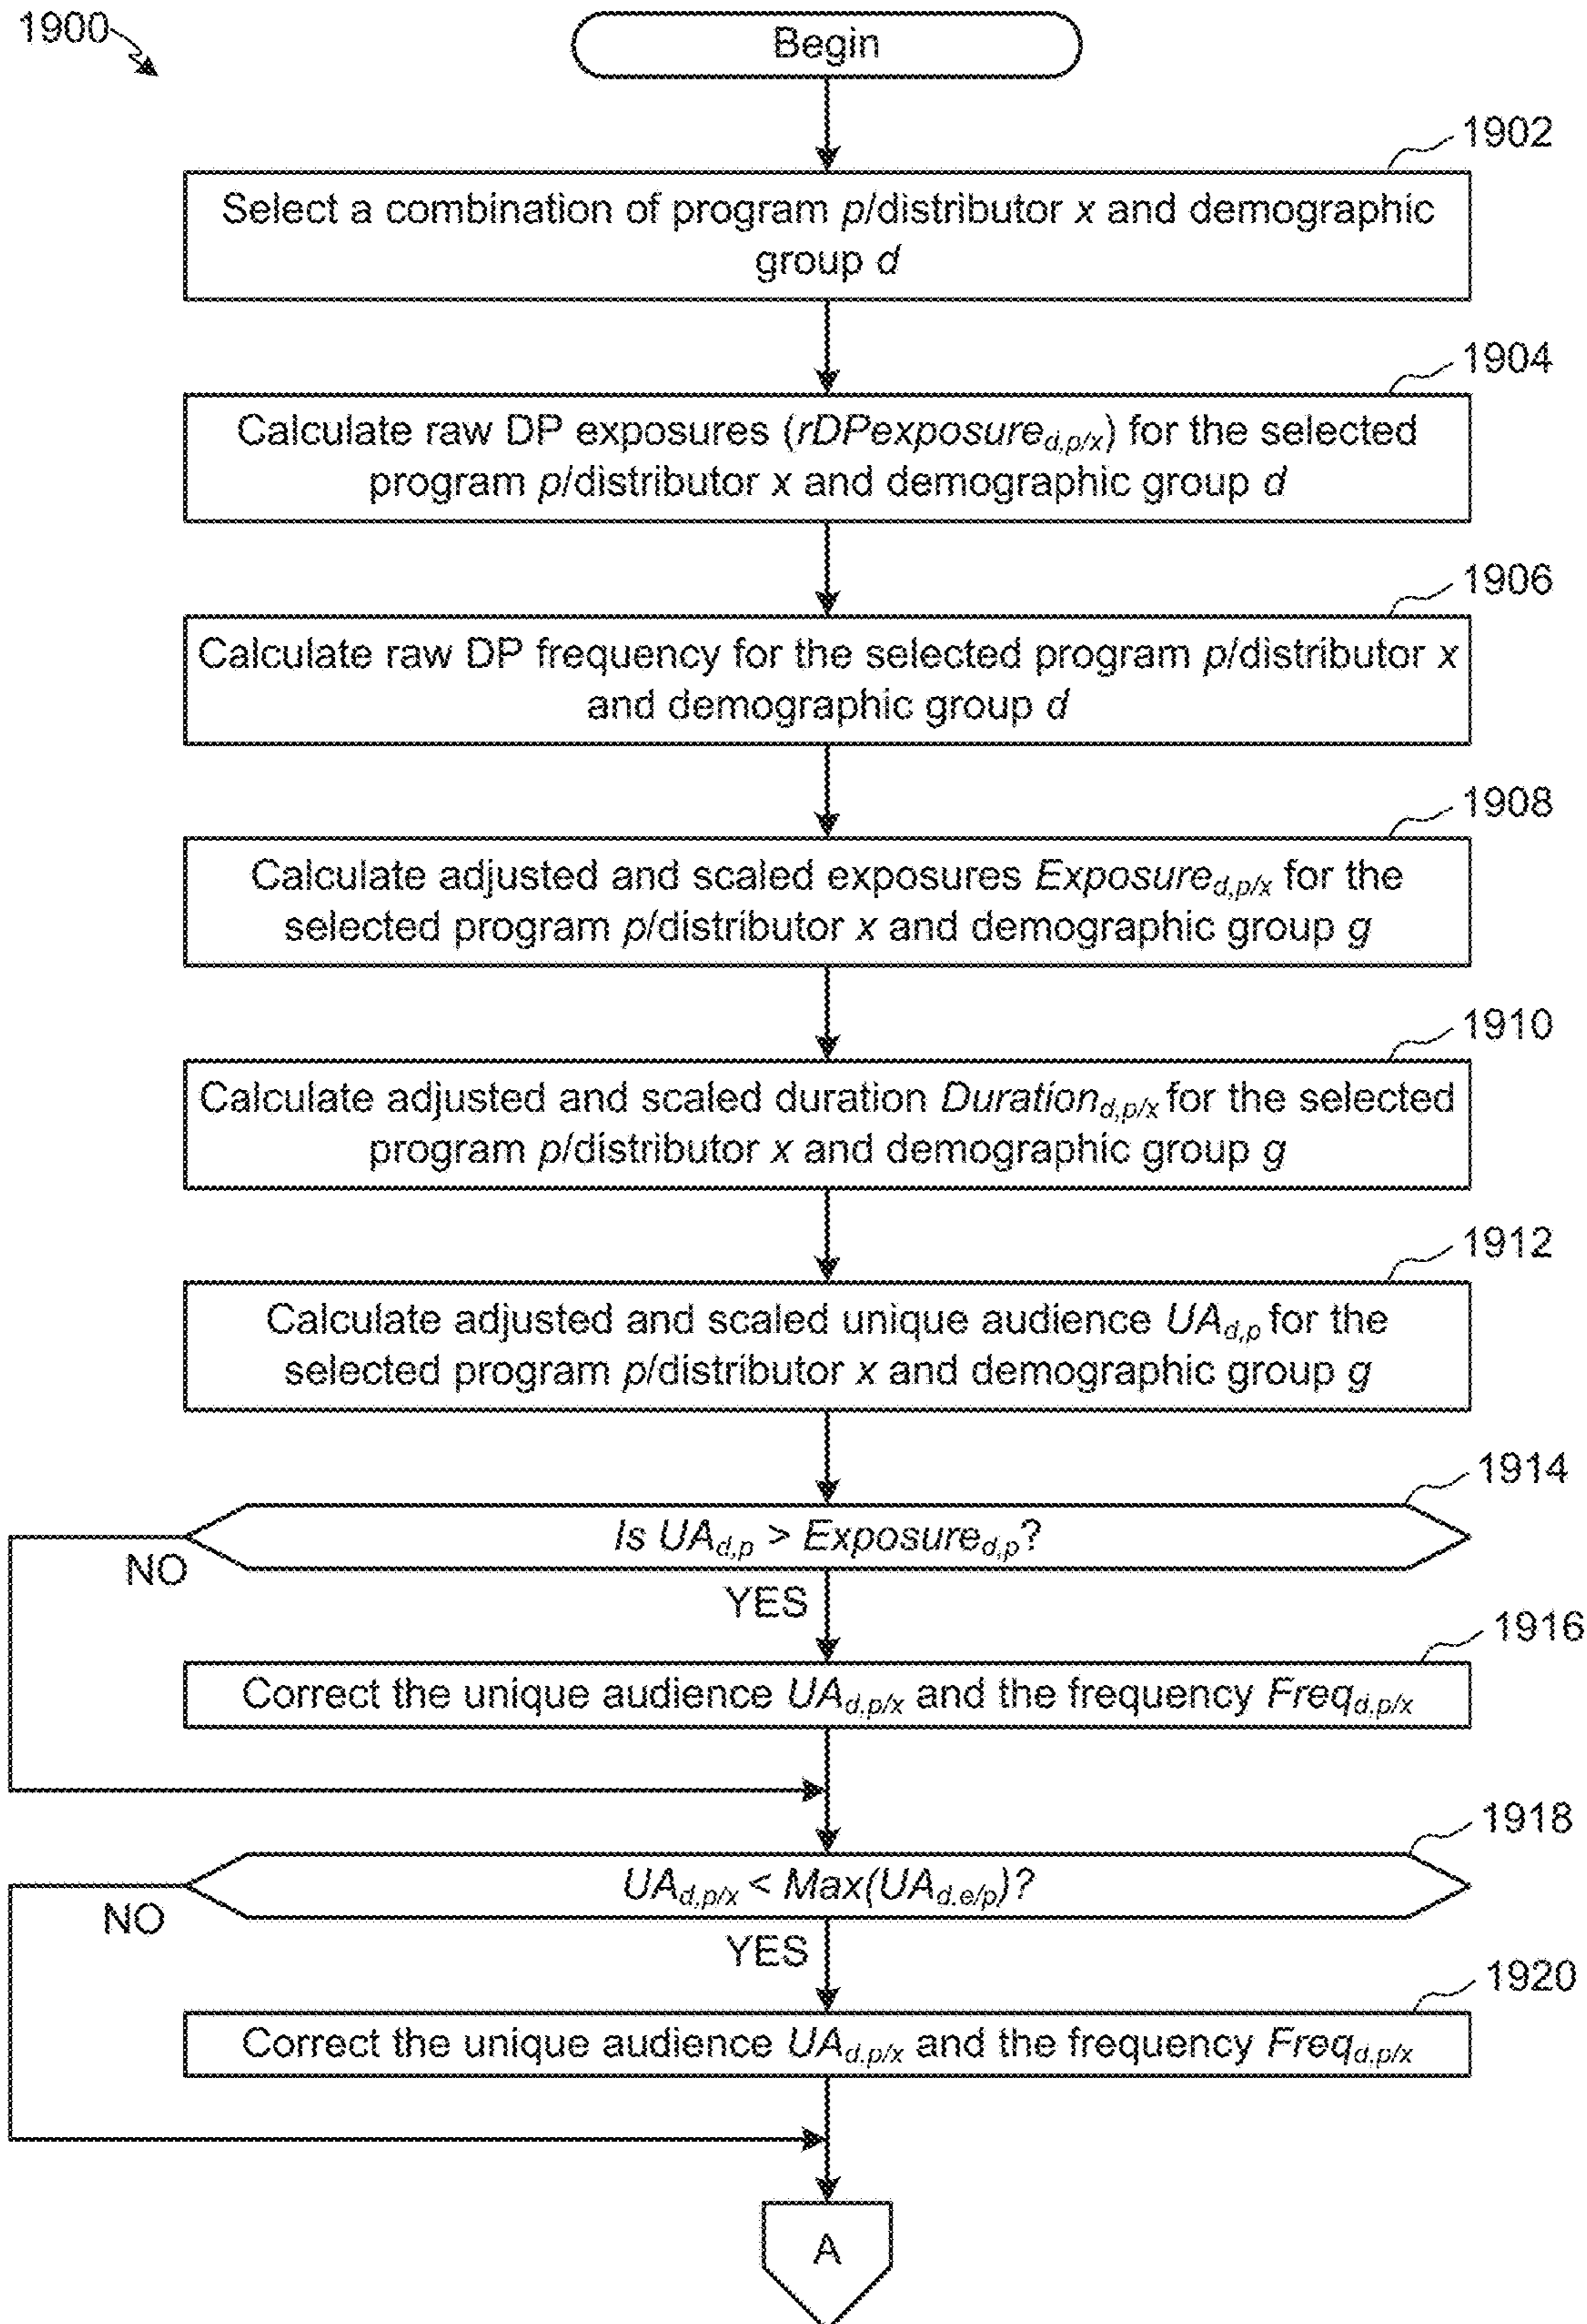 1900
Begin
1902
Select a combination of program p/distributor x and demographic
group d
1904
Calculate raw DP exposures (rDPexposured,p/x) for the selected
program p/distributor x and demographic group d
1906
Calculate raw DP frequency for the selected program p/distributor x
and demographic group d
1908
Calculate adjusted and scaled exposures Exposured,p/x for the
selected program p/distributor x and demographic group g
1910
Calculate adjusted and scaled duration Durationd,p/x for the selected
program p/distributor x and demographic group g
1912
Calculate adjusted and scaled unique audience UAd,p for the
selected program p/distributor x and demographic group g
1914
Is UAd,p > Exposured,p?
NO
YES
1916
Correct the unique audience UAd,p/x and the frequency Freqd,p/x
1918
UAd,p/x < Max(UAd.e/p)?
NO
YES
1920
Correct the unique audience UAd.p/x and the frequency Freqd.p/x
A